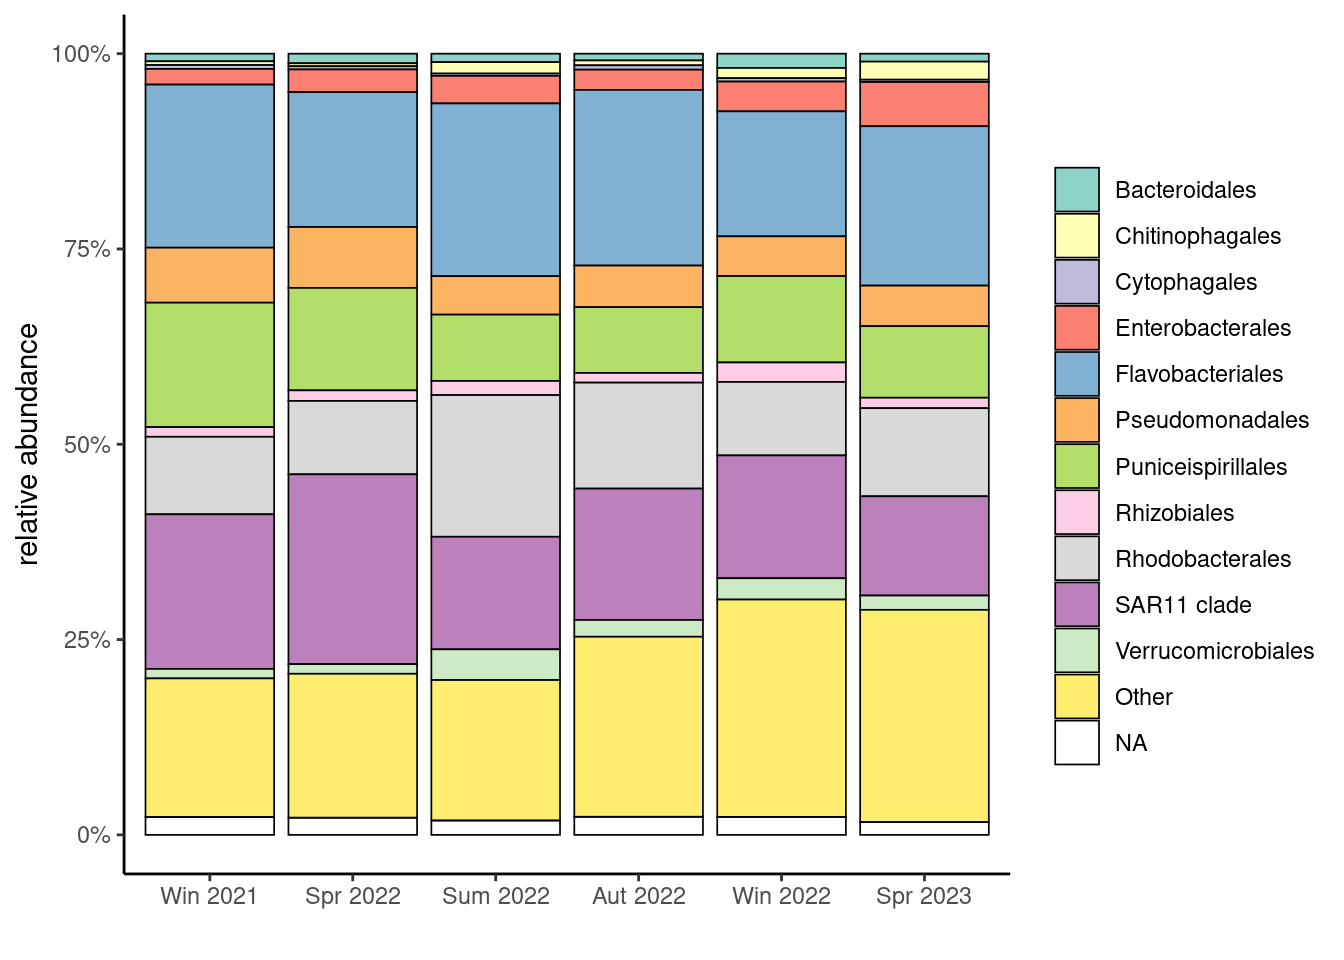 100%
75%
50%
25%
0%
relative abundance
Win 2021
Spr 2022
Sum 2022
Aut 2022
Win 2022
Spr 2023
Bacteroidales
Chitinophagales
Cytophagales
Enterobacterales
Flavobacteriales
Pseudomonadales
Puniceispirillales
Rhizobiales
Rhodobacterales
SAR11 clade
Verrucomicrobiales
Other
NA